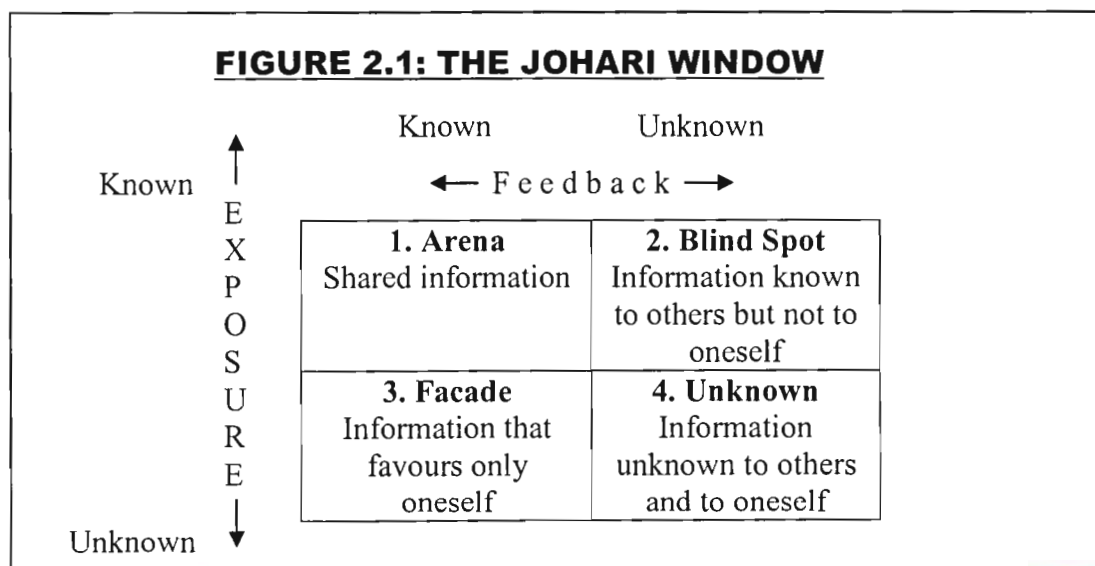 FIGURE 2.1: THE JOHARI WINDOW
Known Unknown
Known
Feedback
EXPOSURE
1. Arena
Shared information
2. Blind Spot
Information known
to others but not to
oneself
3. Facade
Information that
favours only
oneself
4. Unknown
Information
unknown to others
and to oneself
Unknown